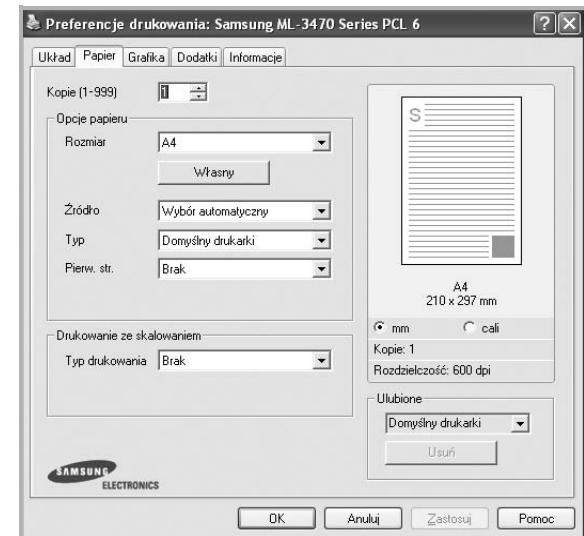 Preferencje drukowania: Samsung ML-3470 Series PCL 6
Układ Papier Grafika Dodatki Informacje
Kopie (1-999) 1
Opcje papieru
Rozmiar A4
Własny
Źródło Wybór automatyczny
Typ Domyślny drukarki
Pierw. str. Brak
Drukowanie ze skalowaniem
Typ drukowania Brak
SAMSUNG
ELECTRONICS
S
A4
210 x 297 mm
mm cali
Kopie: 1
Rozdzielczość: 600 dpi
Ulubione
Domyślny drukarki
Usuń
OK Anuluj Zastosuj Pomoc